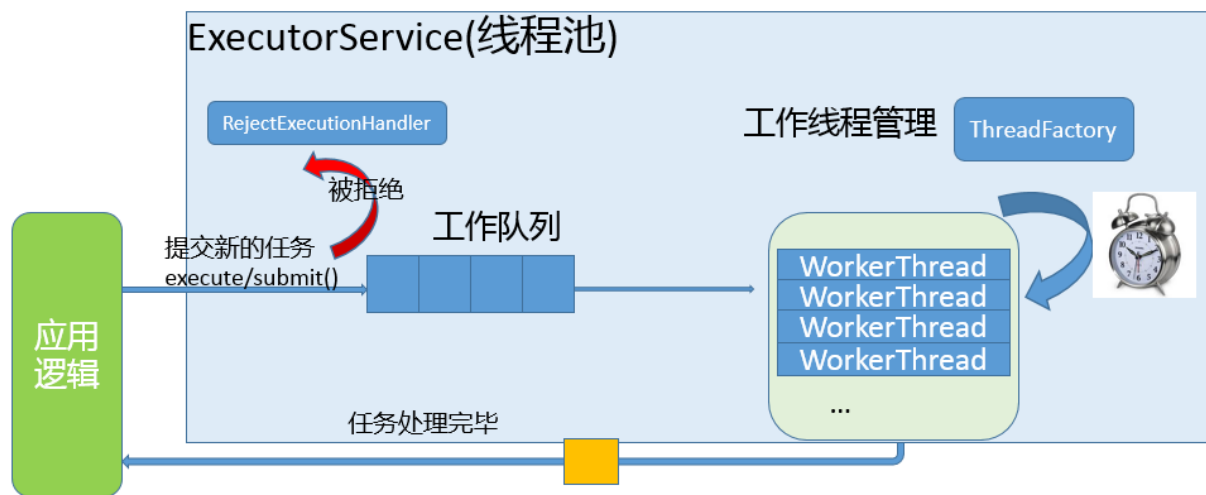 ExecutorService(线程池)
RejectExecutionHandler
工作线程管理
ThreadFactory
被拒绝
工作队列
提交新的任务
execute/submit()
WorkerThread
WorkerThread
WorkerThread
WorkerThread
...
应用
逻辑
任务处理完毕